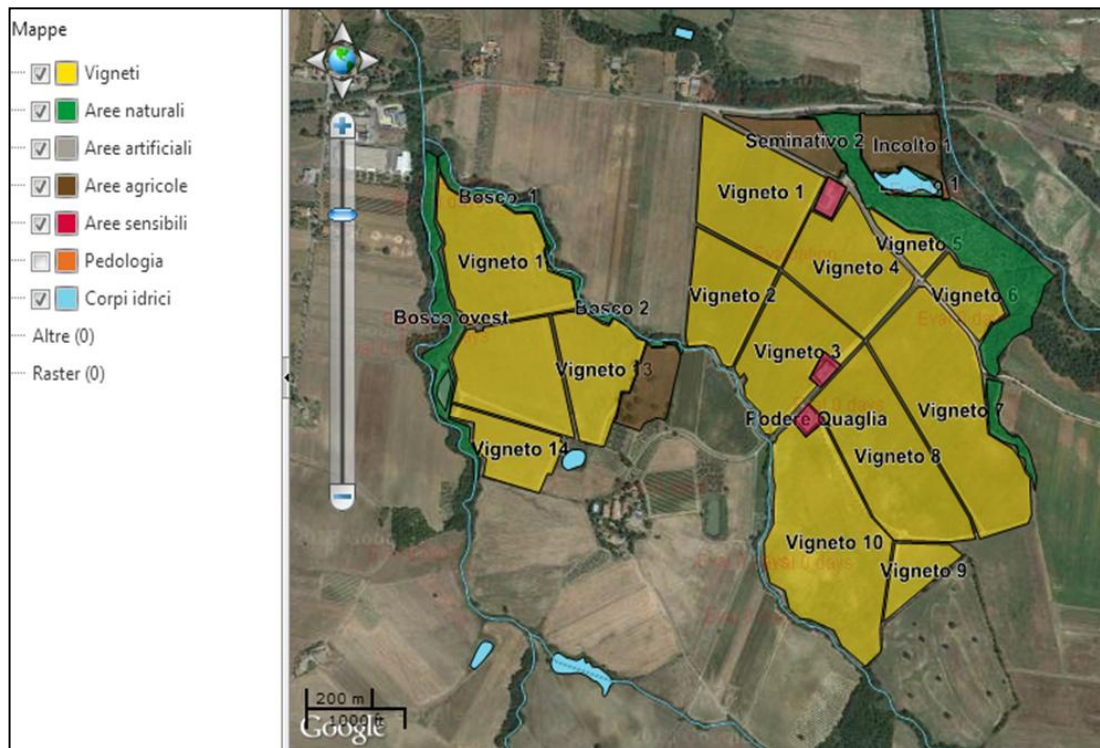 Mappe
Vigneti
Aree naturali
Aree artificiali
Aree agricole
Aree sensibili
Pedologia
Corpi idrici
Altre (0)
Raster (0)
Seminativo 2
Incolto 1
Vigneto 1
Bosco 1
Vigneto 5
Vigneto 1
Vigneto 4
Vigneto 2
Vigneto 6
Bosco 2
Bosco ovest
Vigneto 3
Vigneto 13
Vigneto 7
Podere Quaglia
Vigneto 14
Vigneto 8
Vigneto 10
Vigneto 9
200 m
1000 ft
Google